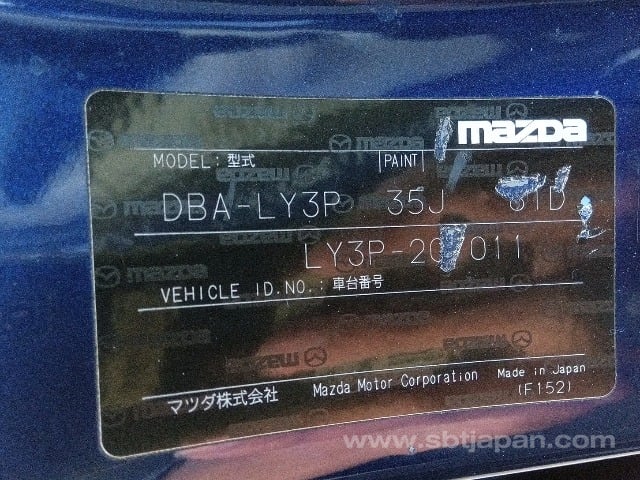 mazda
MODEL: 型式 PAINT
DBA-LY3P 35J
VEHICLE ID.NO.: 車台番号
マツダ株式会社 Mazda Motor Corporation Made in Japan
(F152)
www.sbtjapan.com